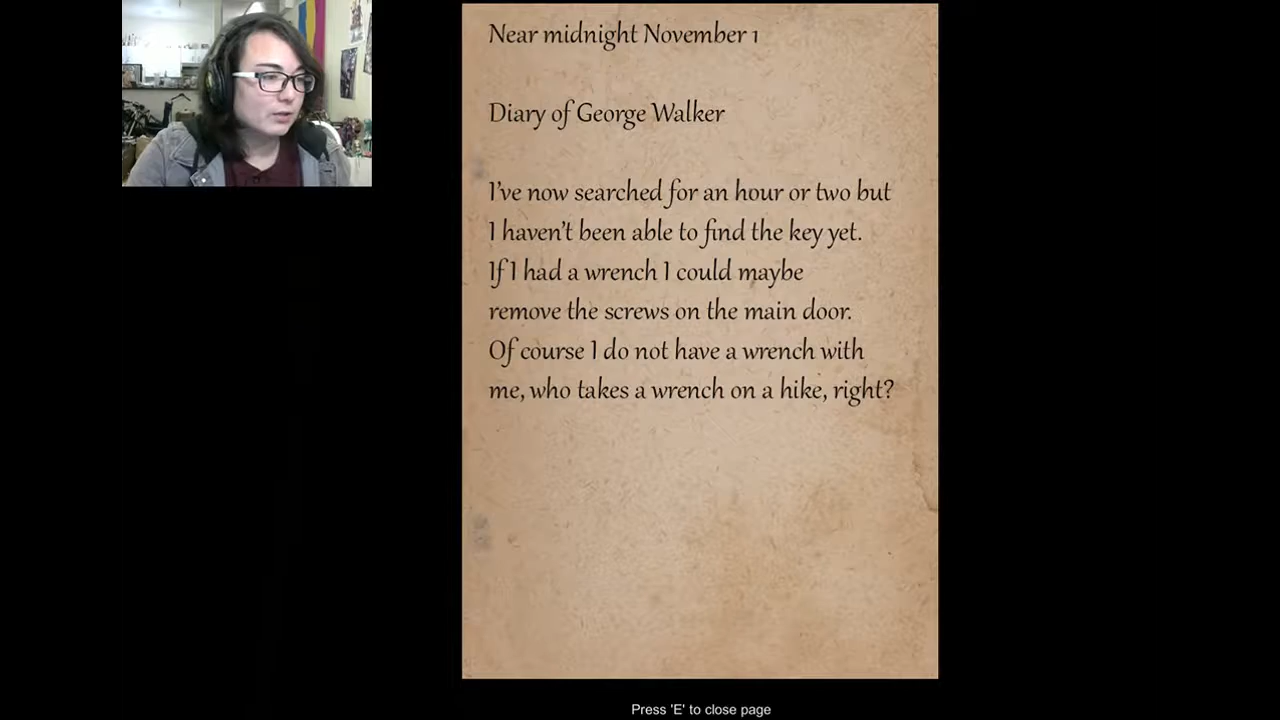 Near midnight November 1
Diary of George Walker
I've now searched for an hour or two but
I haven't been able to find the key yet.
If I had a wrench I could maybe
remove the screws on the main door.
Of course I do not have a wrench with
me, who takes a wrench on a hike, right?
Press 'E' to close page